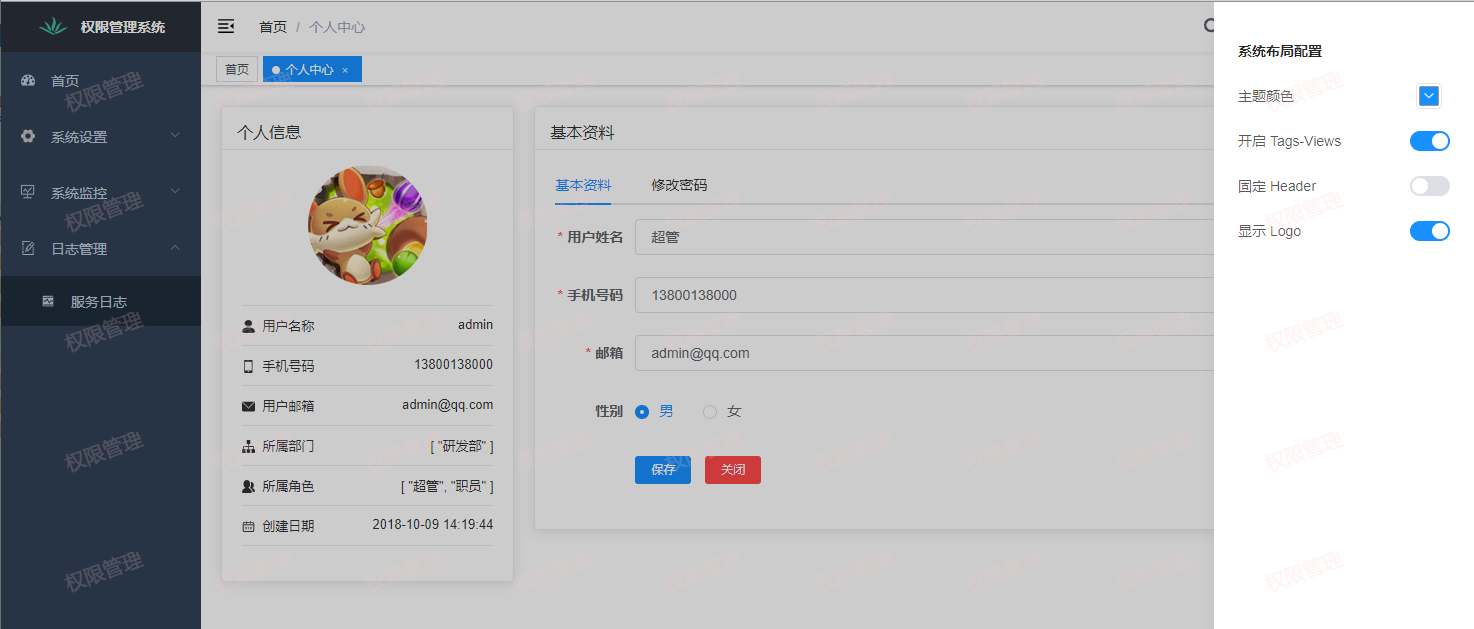 权限管理系统
首页
系统设置
系统监控
日志管理
服务日志
首页 / 个人中心
首页
个人中心 ×
个人信息
用户名称 admin
手机号码 13800138000
用户邮箱 admin@qq.com
所属部门 [ "研发部" ]
所属角色 [ "超管", "职员" ]
创建日期 2018-10-09 14:19:44
基本资料
基本资料 修改密码
* 用户姓名 超管
* 手机号码 13800138000
* 邮箱 admin@qq.com
性别 男 女
保存 关闭
系统布局配置
主题颜色
开启 Tags-Views
固定 Header
显示 Logo
权限管理
权限管理
权限管理
权限管理
权限管理
权限管理
权限管理
权限管理
权限管理
权限管理